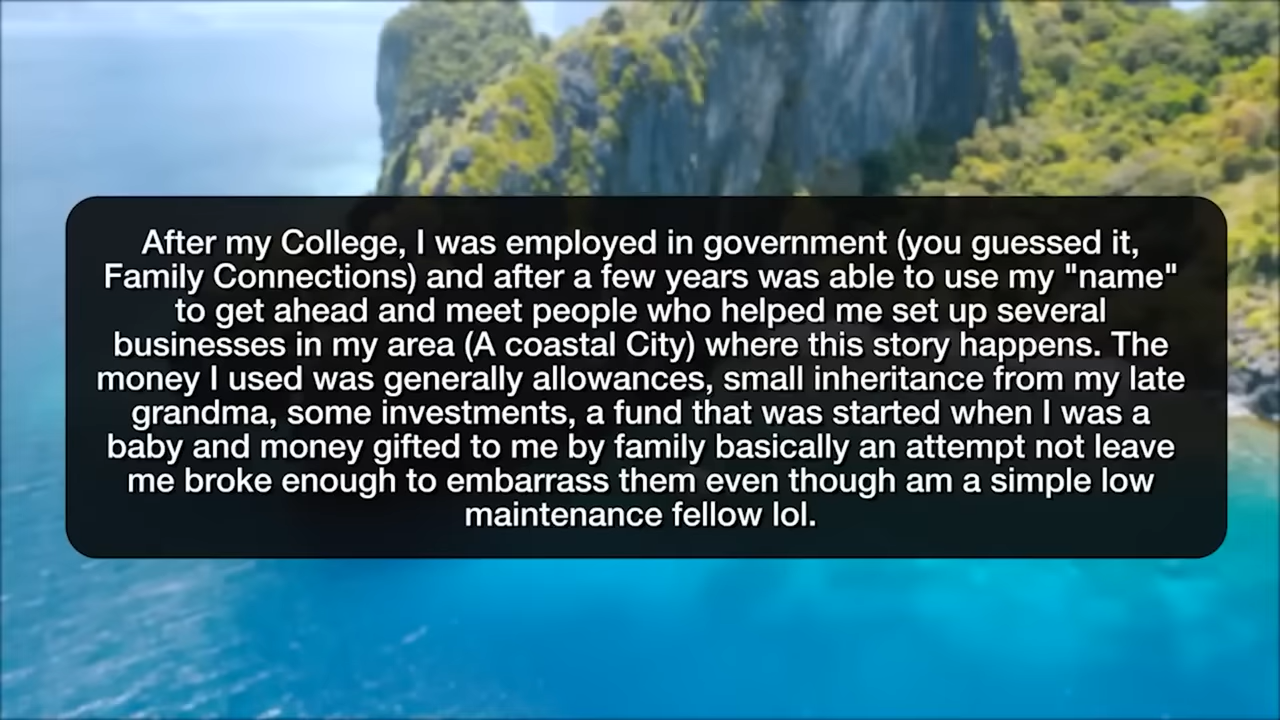 After my College, I was employed in government (you guessed it,
Family Connections) and after a few years was able to use my "name"
to get ahead and meet people who helped me set up several
businesses in my area (A coastal City) where this story happens. The
money I used was generally allowances, small inheritance from my late
grandma, some investments, a fund that was started when I was a
baby and money gifted to me by family basically an attempt not leave
me broke enough to embarrass them even though am a simple low
maintenance fellow lol.